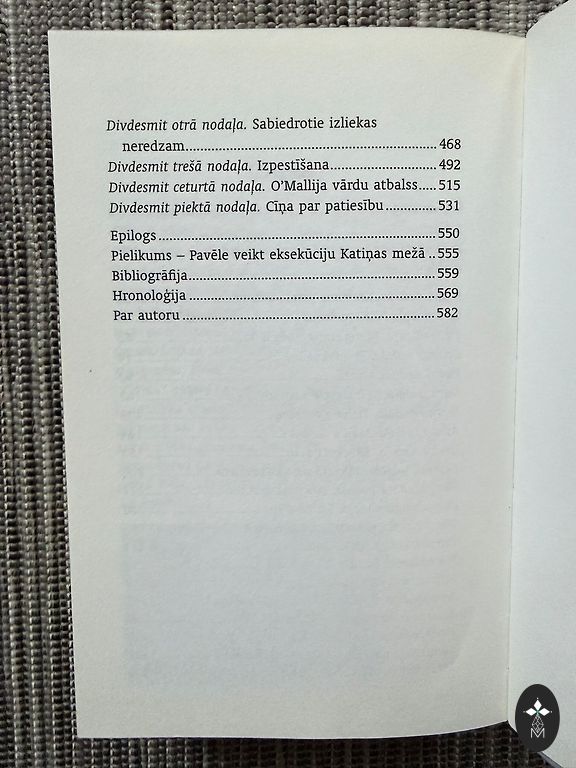 Divdesmit otrā nodaļa. Sabiedrotie izliekas
neredzam.......................................................... 468
Divdesmit trešā nodaļa. Izpestīšana........................ 492
Divdesmit ceturtā nodaļa. O'Mallija vārdu atbalss..... 515
Divdesmit piektā nodaļa. Cīņa par patiesību............ 531
Epilogs................................................................ 550
Pielikums – Pavēle veikt eksekūciju Katiņas mežā .. 555
Bibliogrāfija.......................................................... 559
Hronoloģija.......................................................... 569
Par autoru............................................................ 582